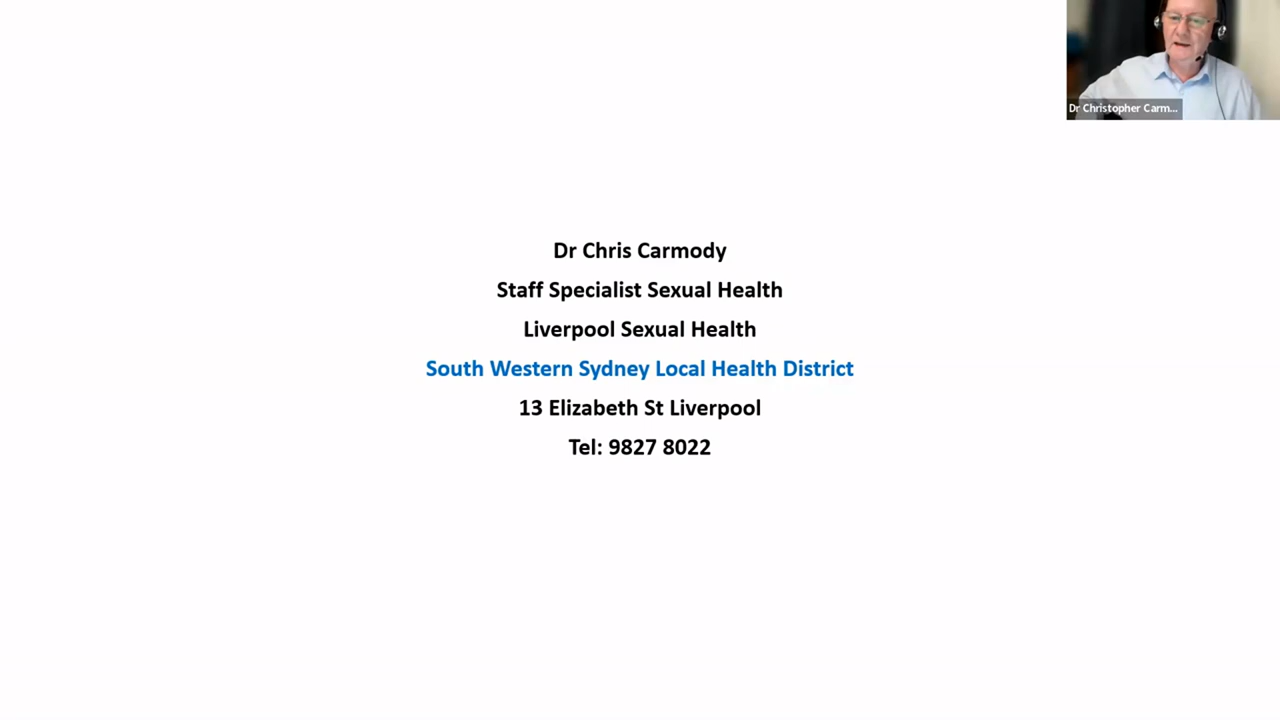 Dr Christopher Carm...
Dr Chris Carmody
Staff Specialist Sexual Health
Liverpool Sexual Health
South Western Sydney Local Health District
13 Elizabeth St Liverpool
Tel: 9827 8022